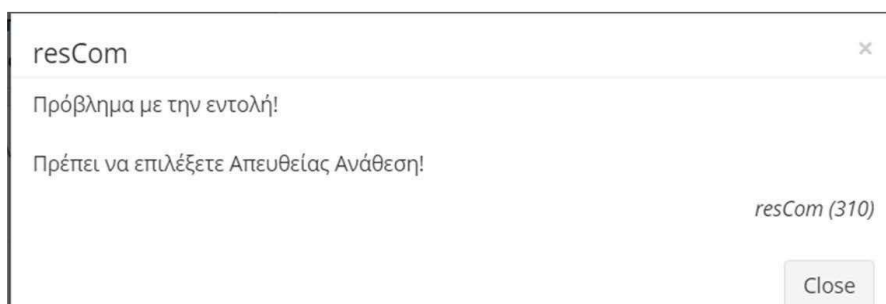 resCom
×
Πρόβλημα με την εντολή!
Πρέπει να επιλέξετε Απευθείας Ανάθεση!
resCom (310)
Close